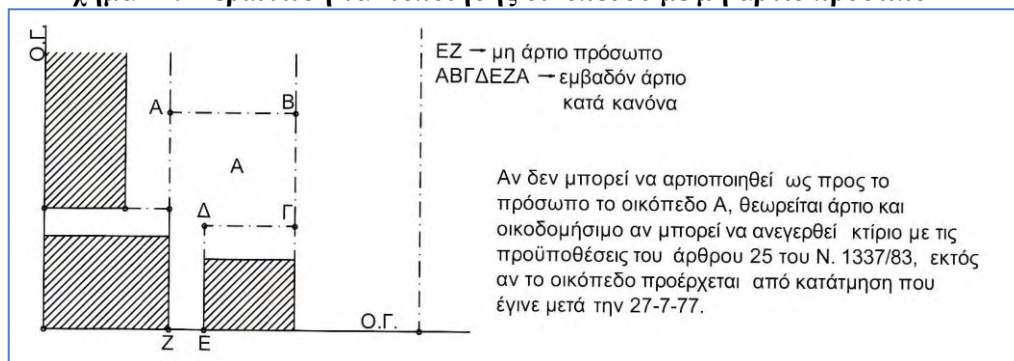 Ο.Γ.
ΕΖ → μη άρτιο πρόσωπο
ΑΒΓΔΕΖΑ → εμβαδόν άρτιο
κατά κανόνα
Α
Β
Α
Δ
Γ
Αν δεν μπορεί να αρτιοποιηθεί ως προς το
πρόσωπο το οικόπεδο Α, θεωρείται άρτιο και
οικοδομήσιμο αν μπορεί να ανεγερθεί κτίριο με τις
προϋποθέσεις του άρθρου 25 του Ν. 1337/83, εκτός
αν το οικόπεδο προέρχεται από κατάτμηση που
έγινε μετά την 27-7-77.
Ο.Γ.
Ζ
Ε